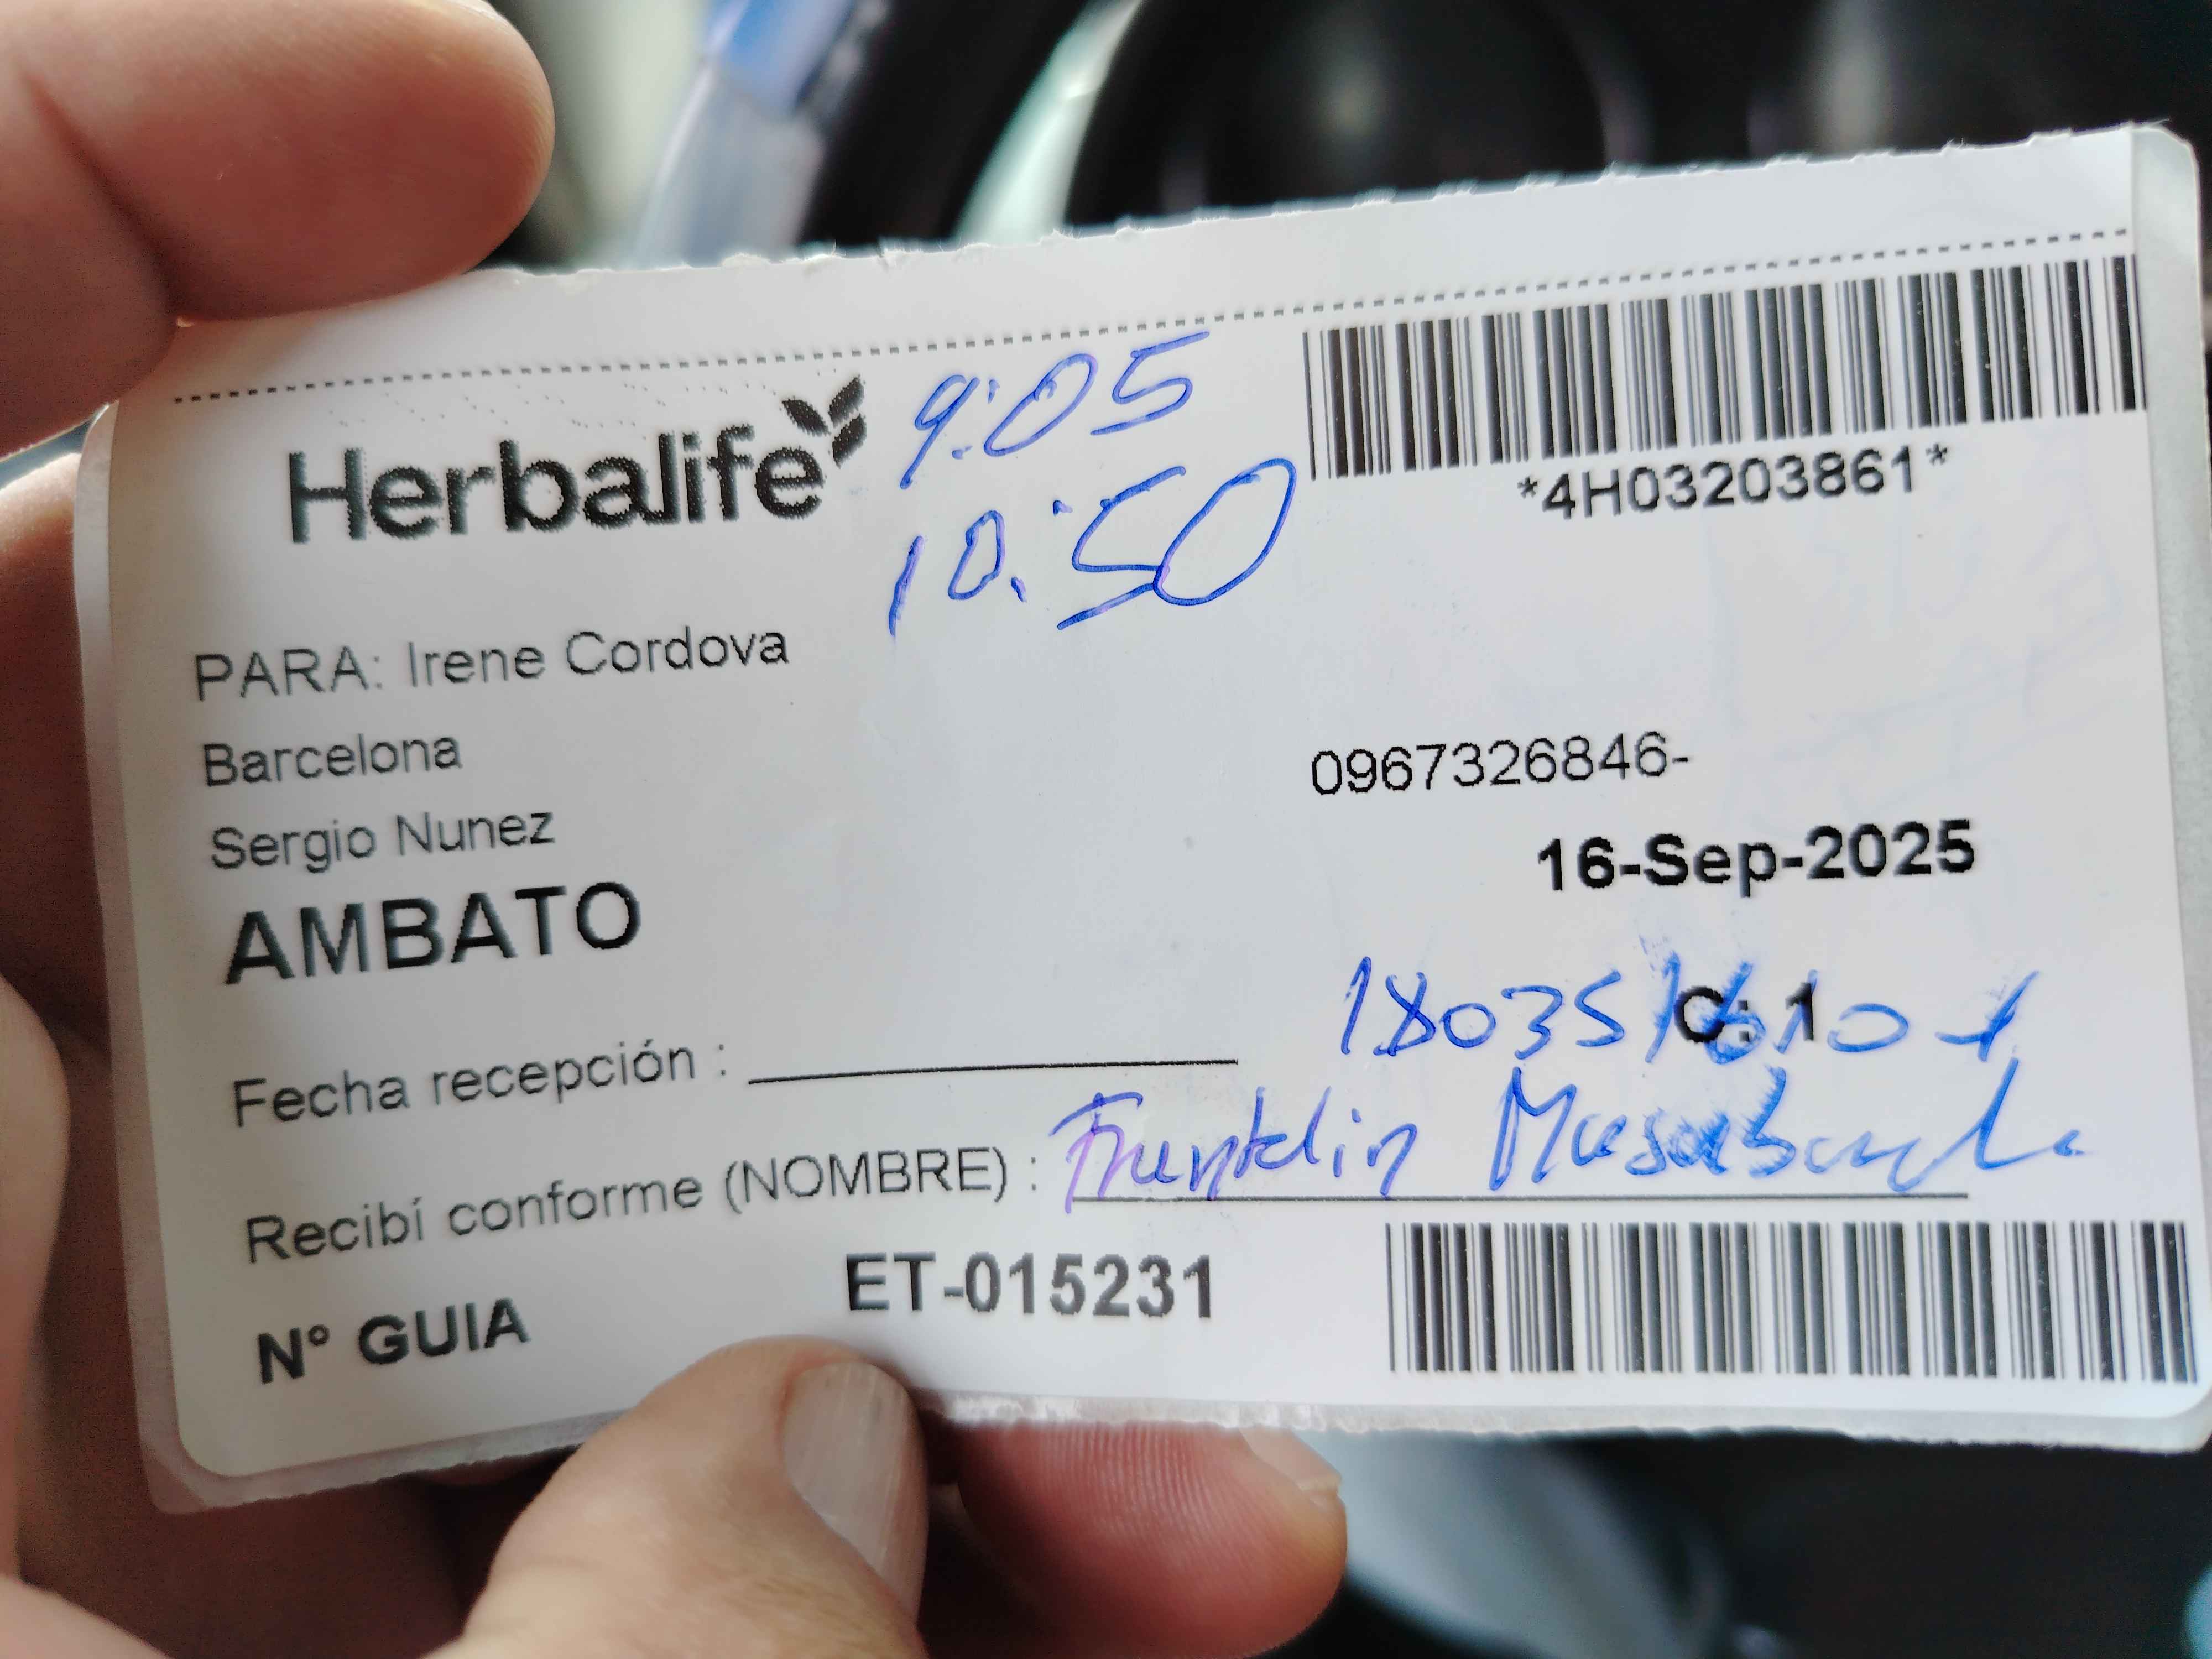 Herbalife
9:05
10:50
*4H03203861*
PARA: Irene Cordova
Barcelona
0967326846-
Sergio Nunez
16-Sep-2025
AMBATO
C: 1
Fecha recepción :
Recibí conforme (NOMBRE) : Franklin
N° GUIA ET-015231